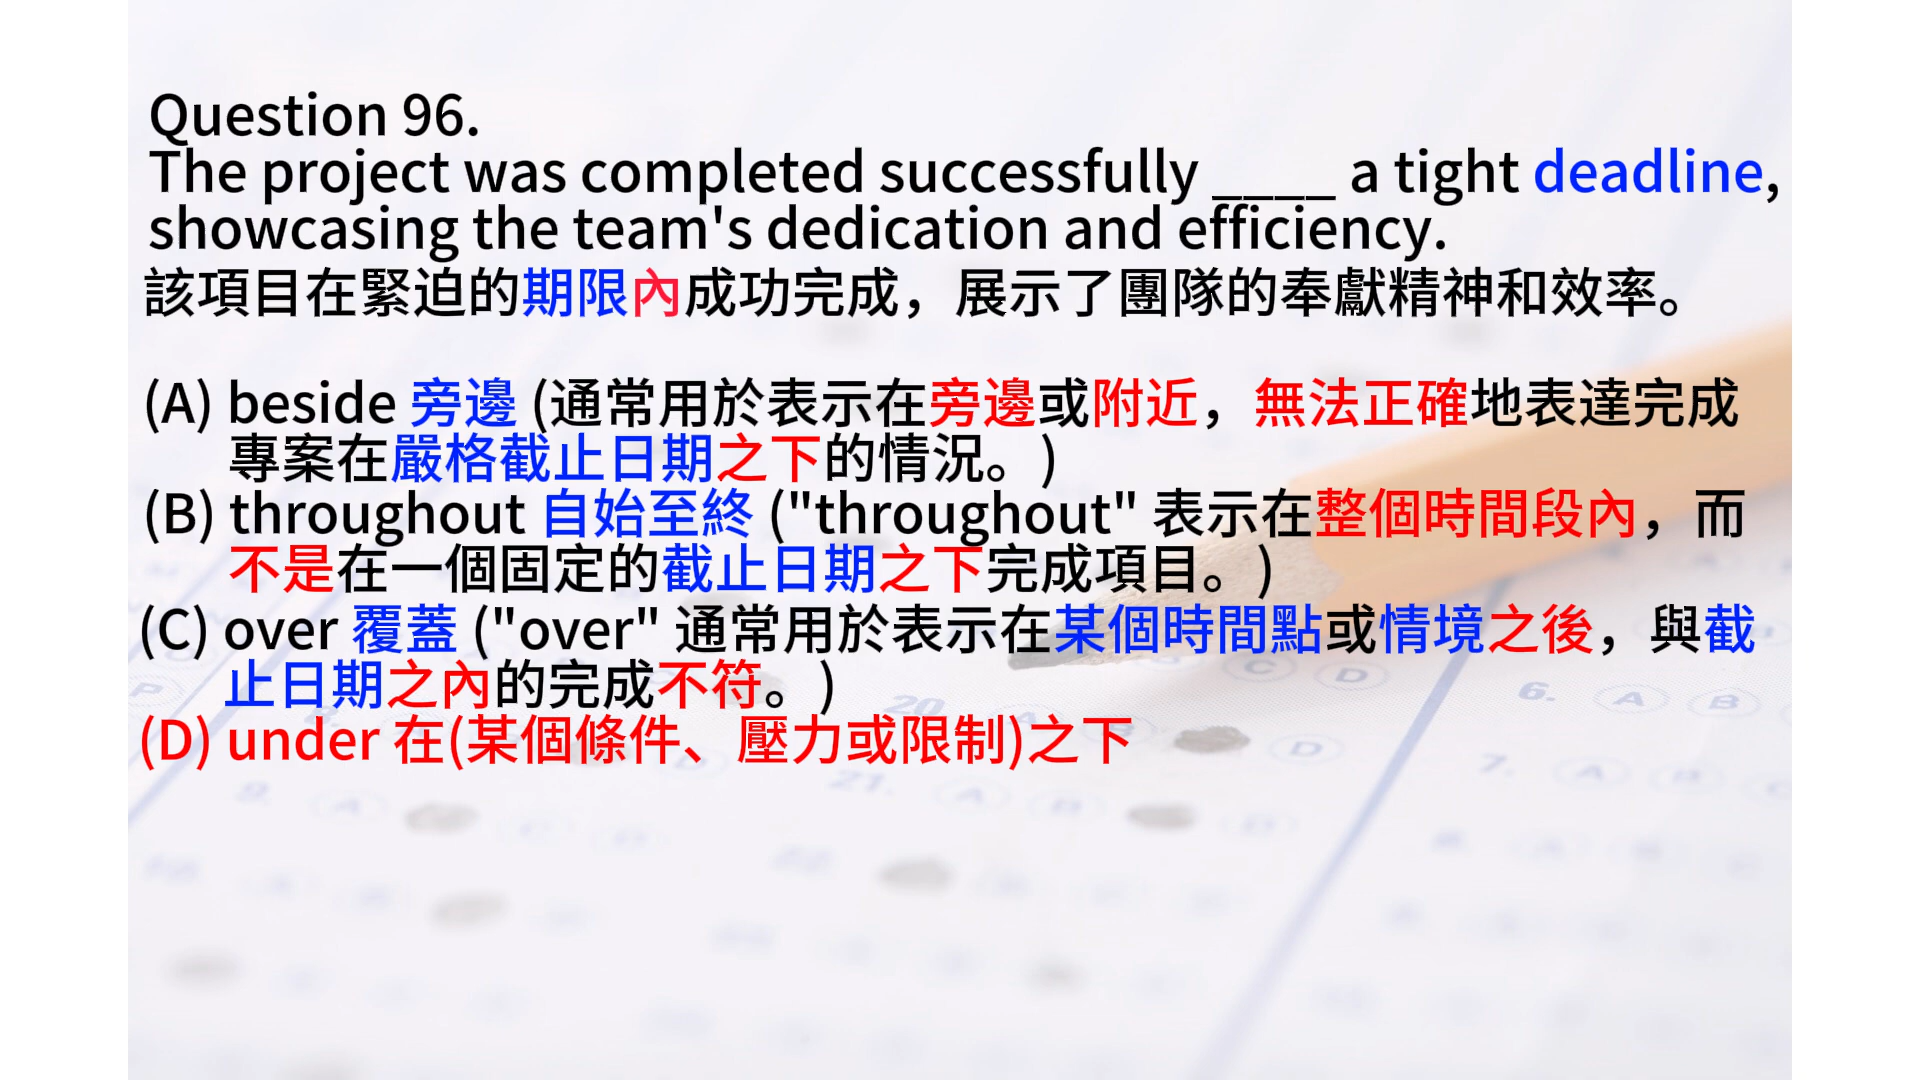 Question 96.
The project was completed successfully ____ a tight deadline,
showcasing the team's dedication and efficiency.
該項目在緊迫的期限內成功完成，展示了團隊的奉獻精神和效率。
(A) beside 旁邊 (通常用於表示在旁邊或附近，無法正確地表達完成
專案在嚴格截止日期之下的情況。)
(B) throughout 自始至終 ("throughout" 表示在整個時間段內，而
不是在一個固定的截止日期之下完成項目。)
(C) over 覆蓋 ("over" 通常用於表示在某個時間點或情境之後，與截
止日期之內的完成不符。)
(D) under 在(某個條件、壓力或限制)之下